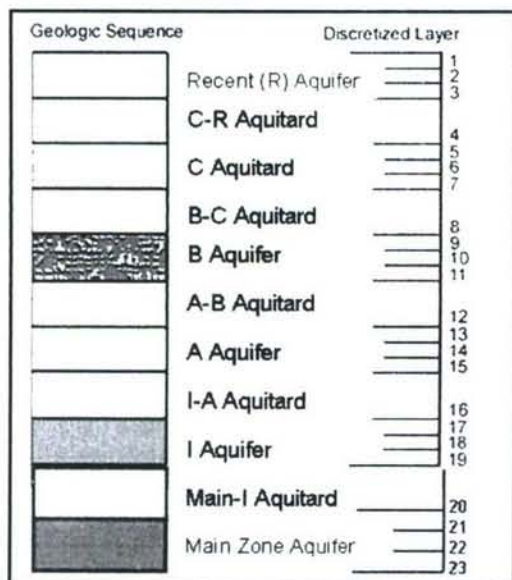 Geologic Sequence Discretized Layer
1
Recent (R) Aquifer 2
3
C-R Aquitard
4
5
C Aquitard 6
7
B-C Aquitard
8
9
B Aquifer 10
11
A-B Aquitard
12
13
A Aquifer 14
15
I-A Aquitard
16
17
I Aquifer 18
19
Main-I Aquitard
20
21
Main Zone Aquifer 22
23